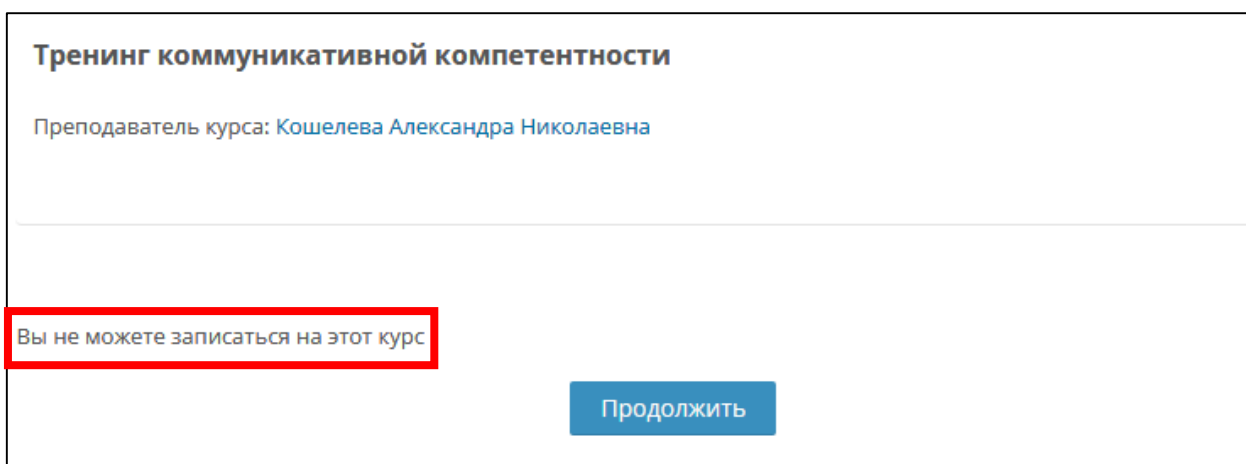 Тренинг коммуникативной компетентности
Преподаватель курса: Кошелева Александра Николаевна
Вы не можете записаться на этот курс
Продолжить